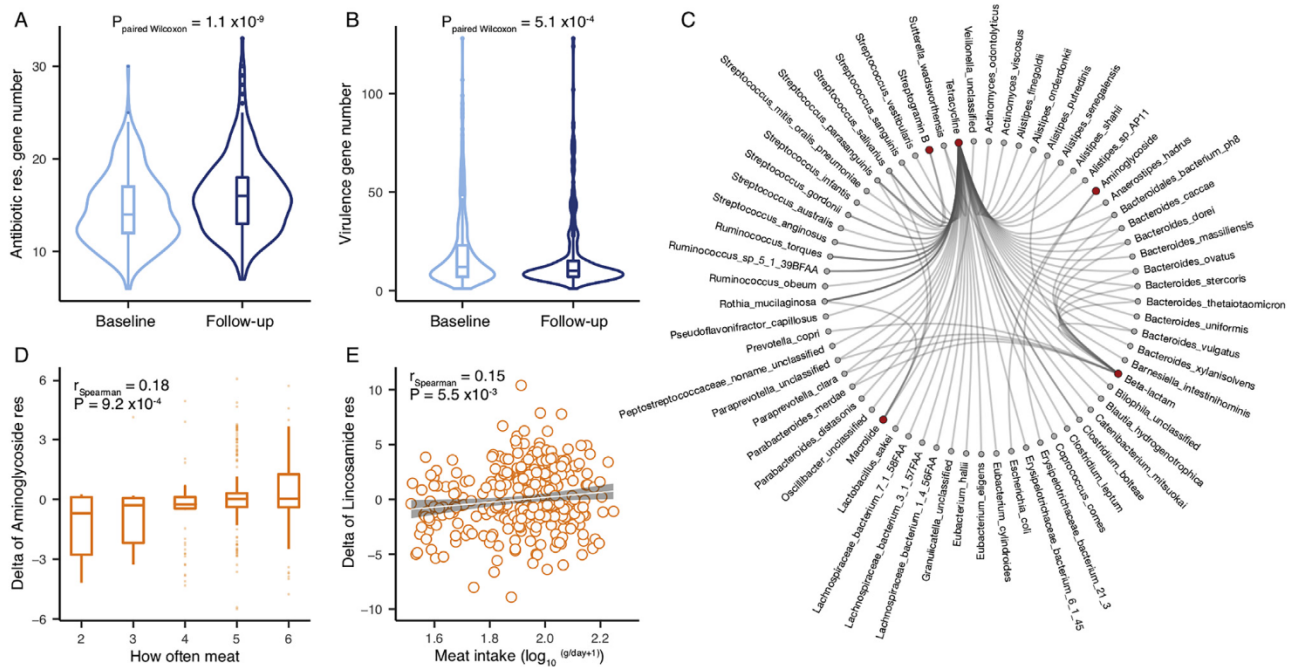 A
P paired Wilcoxon = 1.1 x10-9
Antibiotic res. gene number
30
20
10
Baseline
Follow-up
B
P paired Wilcoxon = 5.1 x10-4
Virulence gene number
100
50
0
Baseline
Follow-up
C
Tetracycline
Veillonella_unclassified
Actinomyces_odontolyticus
Actinomyces_viscosus
Alistipes_finegoldii
Alistipes_onderdonkii
Alistipes_putredinis
Alistipes_senegalensis
Alistipes_shahii
Alistipes_sp_AP11
Aminoglycoside
Anaerostipes_hadrus
Bacteroidales_bacterium_ph8
Bacteroides_caccae
Bacteroides_dorei
Bacteroides_massiliensis
Bacteroides_ovatus
Bacteroides_stercoris
Bacteroides_thetaiotaomicron
Bacteroides_uniformis
Bacteroides_vulgatus
Bacteroides_xylanisolvens
Barnesiella_intestinihominis
Beta-lactam
Bilophila_unclassified
Blautia_hydrogenotrophica
Catenibacterium_mitsuokai
Clostridium_bolteae
Clostridium_leptum
Coprococcus_comes
Erysipelotrichaceae_bacterium_21_3
Erysipelotrichaceae_bacterium_6_1_45
Escherichia_coli
Eubacterium_cylindroides
Eubacterium_eligens
Eubacterium_hallii
Granulicatella_unclassified
Lachnospiraceae_bacterium_1_4_56FAA
Lachnospiraceae_bacterium_3_1_57FAA
Lachnospiraceae_bacterium_7_1_58FAA
Lactobacillus_sakei
Macrolide
Oscillibacter_unclassified
Parabacteroides_distasonis
Parabacteroides_merdae
Paraprevotella_clara
Paraprevotella_unclassified
Peptostreptococcaceae_noname_unclassified
Prevotella_copri
Pseudoflavonifractor_capillosus
Rothia_mucilaginosa
Ruminococcus_obeum
Ruminococcus_sp_5_1_39BFAA
Ruminococcus_torques
Streptococcus_anginosus
Streptococcus_australis
Streptococcus_gordonii
Streptococcus_infantis
Streptococcus_mitis_oralis_pneumoniae
Streptococcus_parasanguinis
Streptococcus_salivarius
Streptococcus_sanguinis
Streptococcus_vestibularis
Streptogramin B
Sutterella_wadsworthensis
D
r Spearman = 0.18
P = 9.2 x10-4
Delta of Aminoglycoside res
6
3
0
−3
−6
2
3
4
5
6
How often meat
E
r Spearman = 0.15
P = 5.5 x10-3
Delta of Lincosamide res
10
5
0
−5
−10
1.6
1.8
2.0
2.2
Meat intake (log10 (g/day+1))